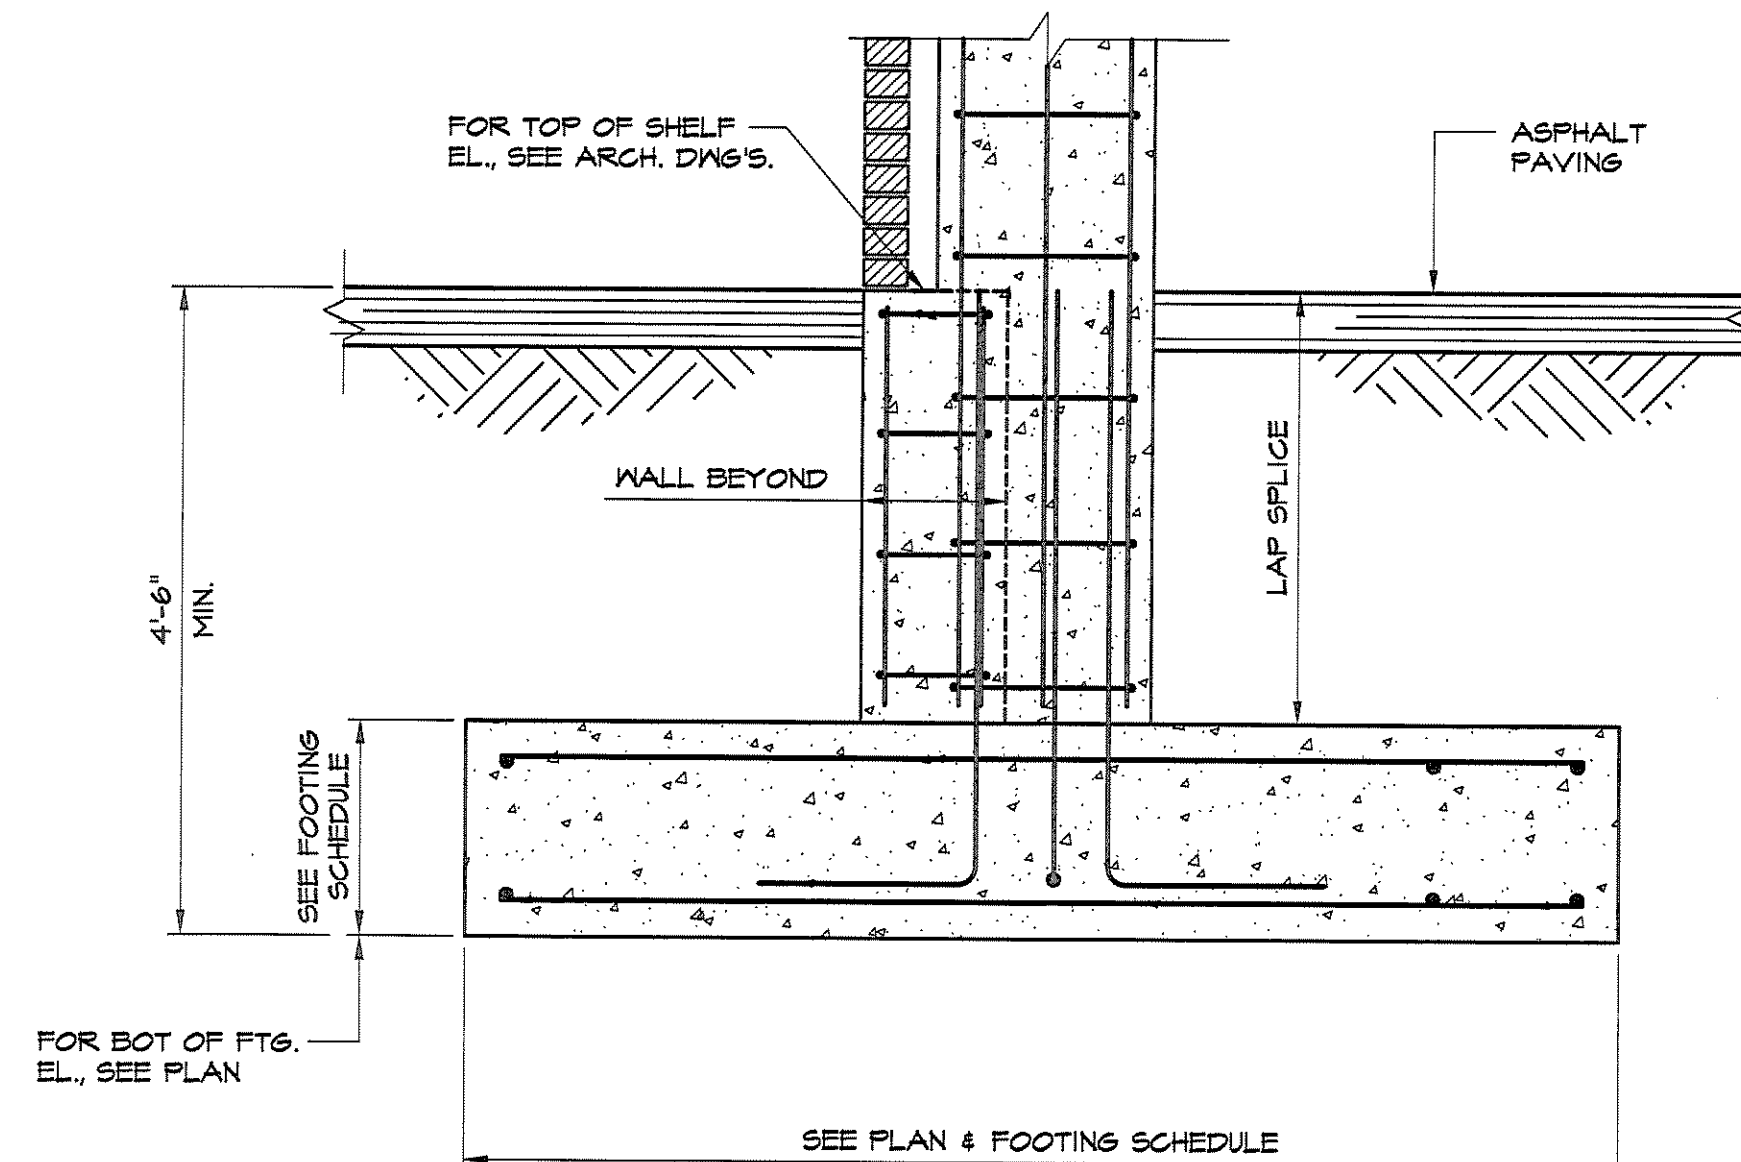 FOR TOP OF SHELF
EL., SEE ARCH. DWG'S.
ASPHALT
PAVING
WALL BEYOND
LAP SPLICE
4'-6"
MIN.
SEE FOOTING
SCHEDULE
FOR BOT OF FTG.
EL., SEE PLAN
SEE PLAN & FOOTING SCHEDULE